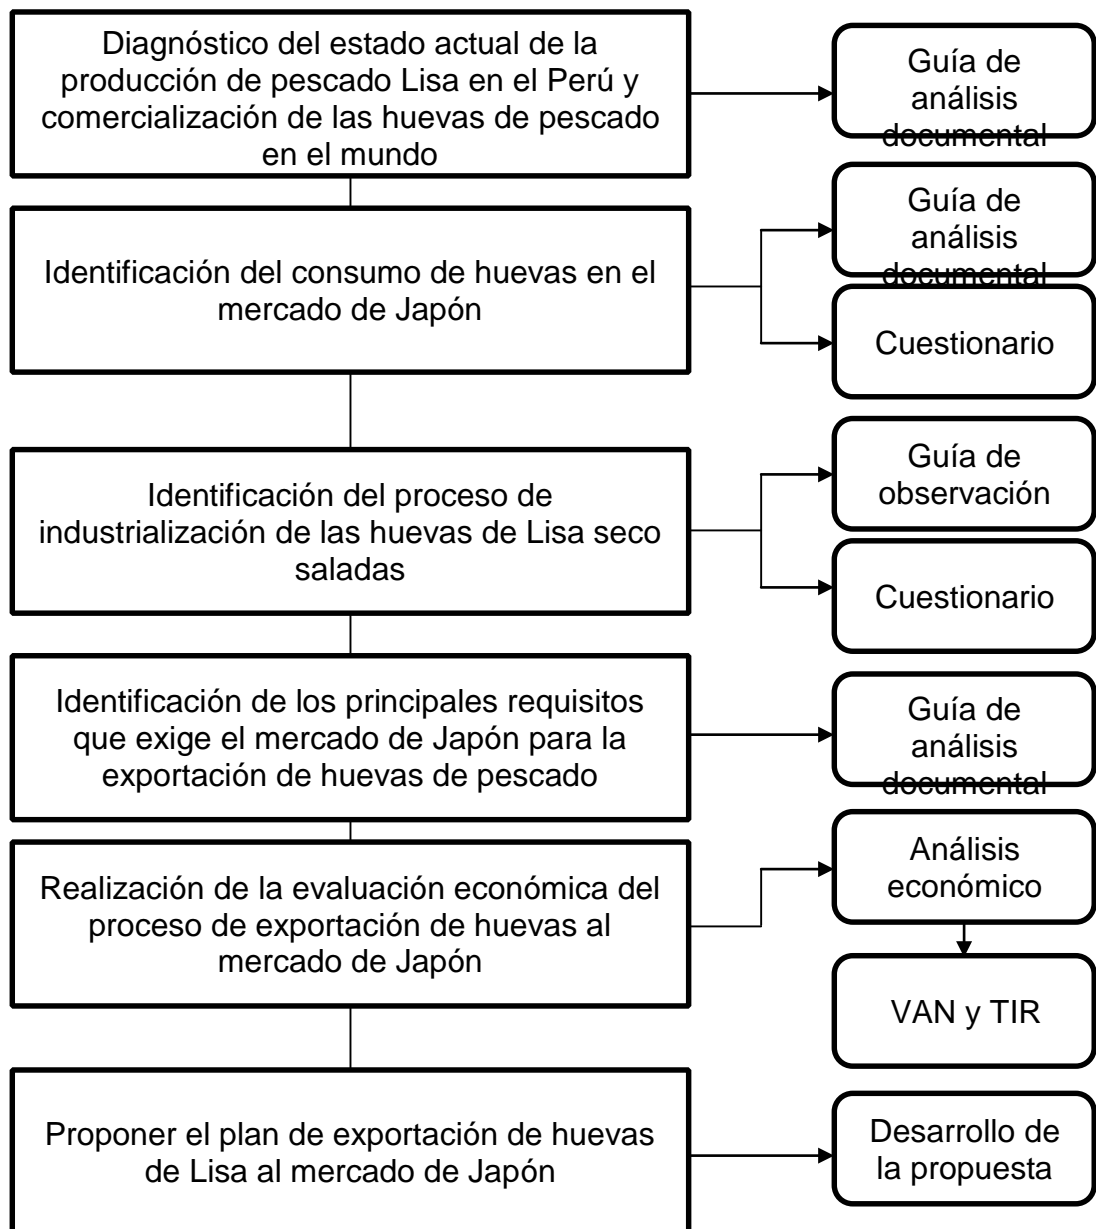 Diagnóstico del estado actual de la
producción de pescado Lisa en el Perú y
comercialización de las huevas de pescado
en el mundo
Guía de
análisis
documental
Identificación del consumo de huevas en el
mercado de Japón
Guía de
análisis
documental
Cuestionario
Identificación del proceso de
industrialización de las huevas de Lisa seco
saladas
Guía de
observación
Cuestionario
Identificación de los principales requisitos
que exige el mercado de Japón para la
exportación de huevas de pescado
Guía de
análisis
documental
Realización de la evaluación económica del
proceso de exportación de huevas al
mercado de Japón
Análisis
económico
VAN y TIR
Proponer el plan de exportación de huevas
de Lisa al mercado de Japón
Desarrollo de
la propuesta